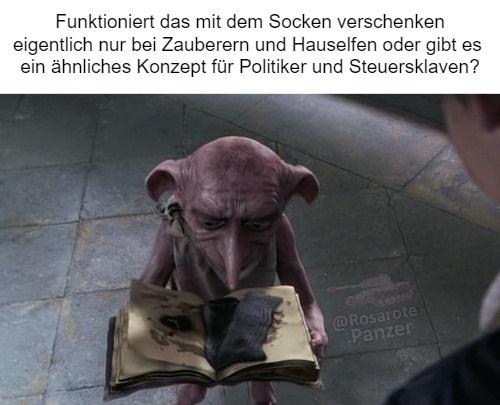 Funktioniert das mit dem Socken verschenken
eigentlich nur bei Zauberern und Hauselfen oder gibt es
ein ähnliches Konzept für Politiker und Steuersklaven?
@Rosarote
.Panzer